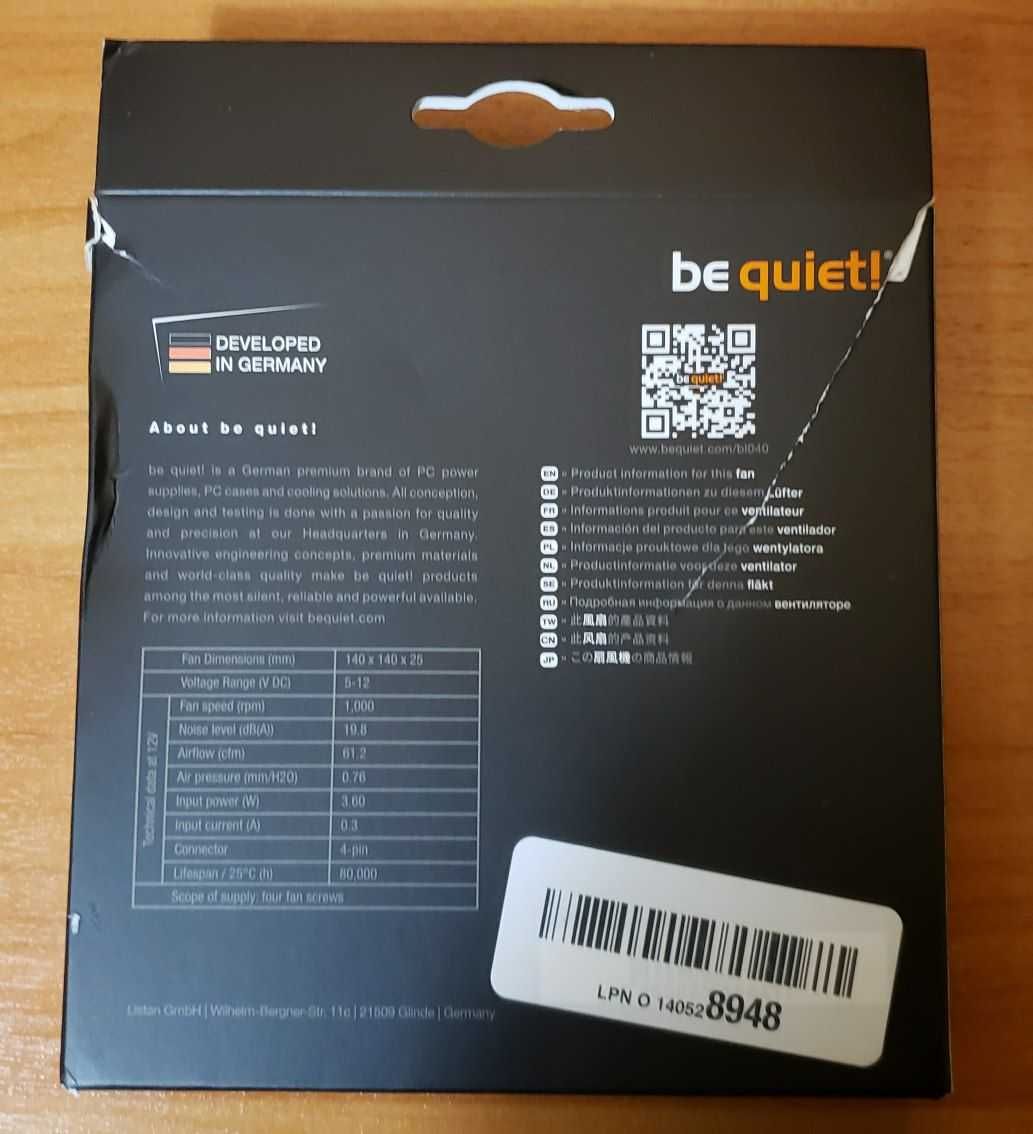 be quiet!®
DEVELOPED
IN GERMANY
be quiet!
www.bequiet.com/bl040
About be quiet!
be quiet! is a German premium brand of PC power
supplies, PC cases and cooling solutions. All conception,
design and testing is done with a passion for quality
and precision at our Headquarters in Germany.
Innovative engineering concepts, premium materials
and world-class quality make be quiet! products
among the most silent, reliable and powerful available.
For more information visit bequiet.com
EN » Product information for this fan
DE » Produktinformationen zu diesem Lüfter
FR » Informations produit pour ce ventilateur
ES » Información del producto para este ventilador
PL » Informacje prouktowe dla tego wentylatora
NL » Productinformatie voor deze ventilator
SE » Produktinformation för denna fläkt
RU » Подробная информация о данном вентиляторе
TW » 此風扇的產品資料
CN » 此风扇的产品资料
JP » この扇風機の商品情報
Fan Dimensions (mm) 140 x 140 x 25
Voltage Range (V DC) 5-12
Technical data at 12V
Fan speed (rpm) 1,000
Noise level (dB(A)) 19.8
Airflow (cfm) 61.2
Air pressure (mm/H2O) 0.76
Input power (W) 3.60
Input current (A) 0.3
Connector 4-pin
Lifespan / 25°C (h) 80,000
Scope of supply: four fan screws
Listan GmbH | Wilhelm-Bergner-Str. 11c | 21509 Glinde | Germany
LPN O 140528948